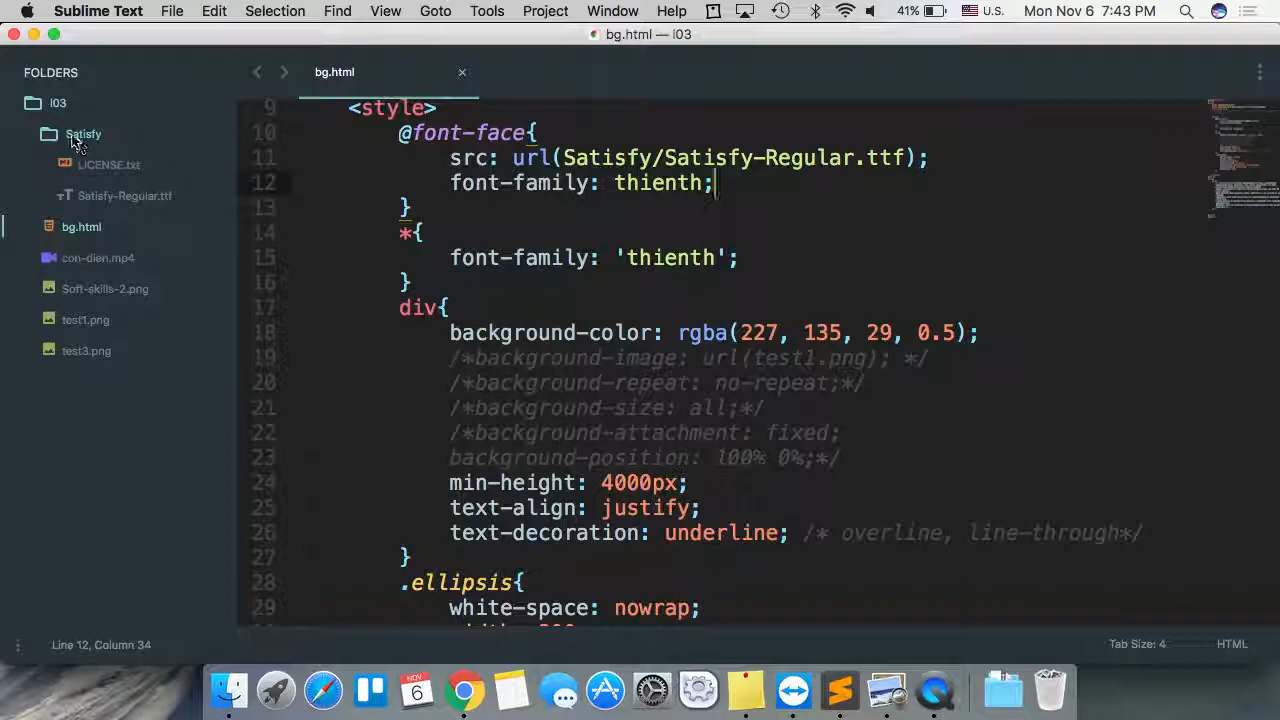 Sublime Text File Edit Selection Find View Goto Tools Project Window Help 41% U.S. Mon Nov 6 7:43 PM
bg.html — l03
FOLDERS
l03
Satisfy
LICENSE.txt
Satisfy-Regular.ttf
bg.html
con-dien.mp4
Soft-skills-2.png
test1.png
test3.png
bg.html ×
9 <style>
10 @font-face{
11 src: url(Satisfy/Satisfy-Regular.ttf);
12 font-family: thienth;
13 }
14 *{
15 font-family: 'thienth';
16 }
17 div{
18 background-color: rgba(227, 135, 29, 0.5);
19 /*background-image: url(test1.png); */
20 /*background-repeat: no-repeat;*/
21 /*background-size: all;*/
22 /*background-attachment: fixed;
23 background-position: 100% 0%;*/
24 min-height: 4000px;
25 text-align: justify;
26 text-decoration: underline; /* overline, line-through*/
27 }
28 .ellipsis{
29 white-space: nowrap;
Line 12, Column 34 Tab Size: 4 HTML
NOV
6